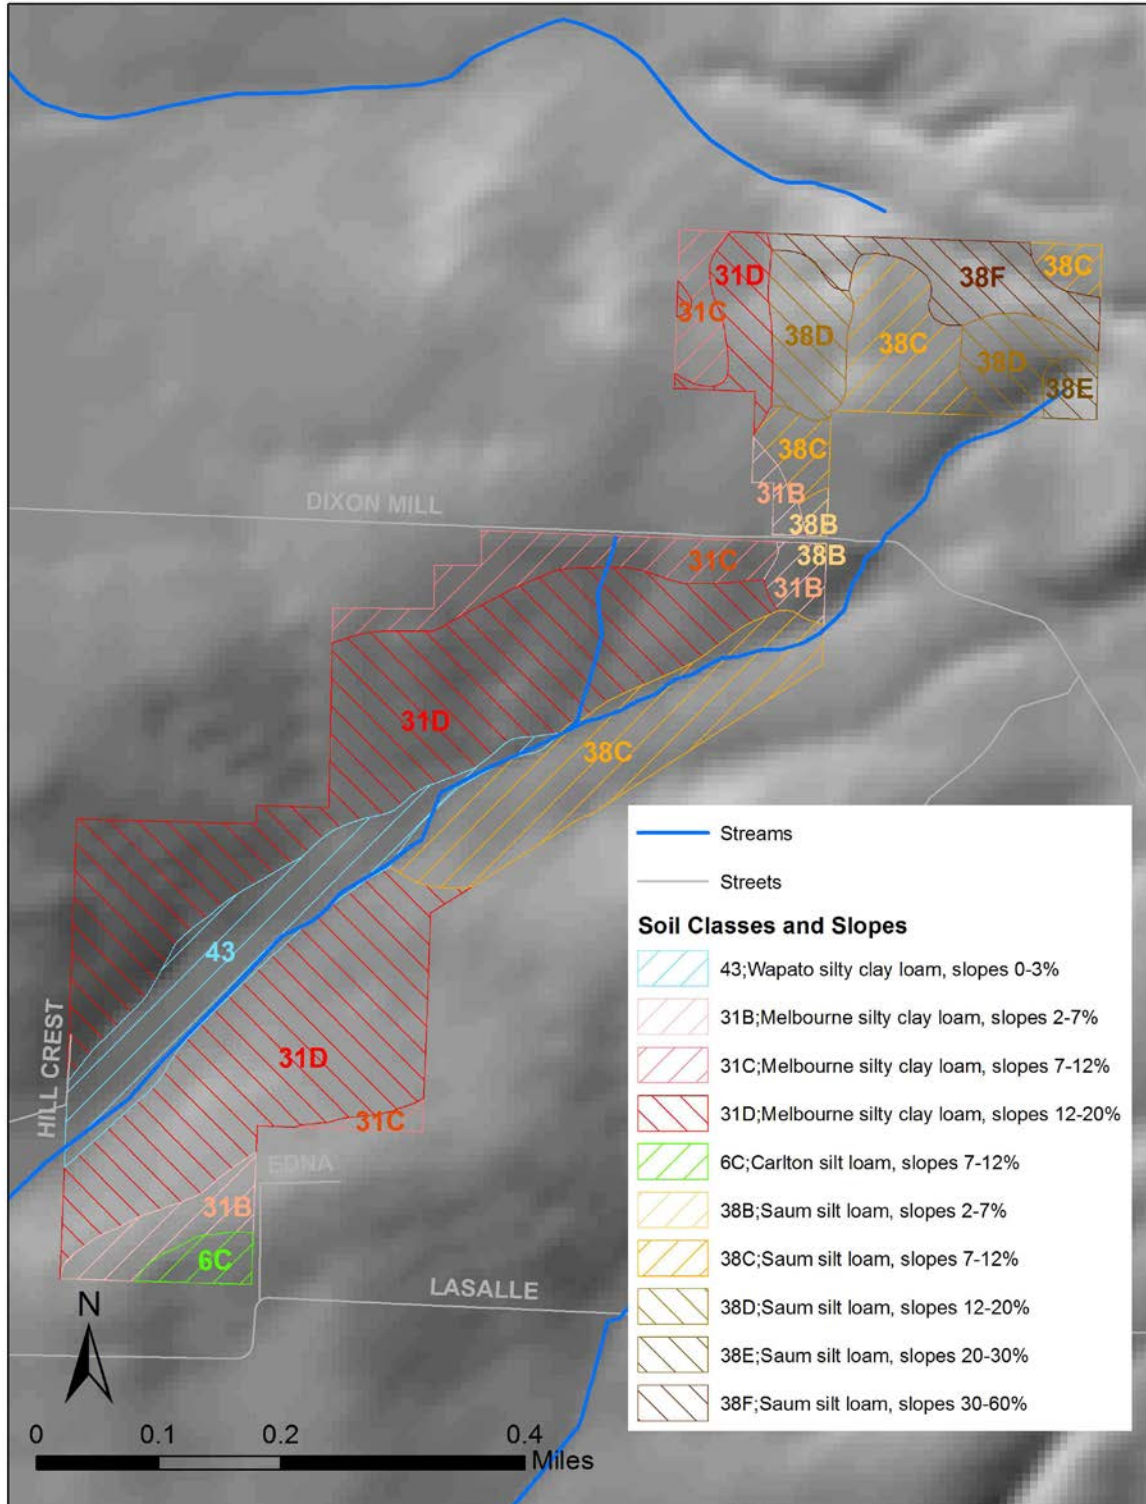 31D
38F
38C
31C
38D
38C
38D
38E
38C
31B
DIXON MILL
38B
31C
38B
31B
31D
38C
43
HILL CREST
31D
31C
EDNA
31B
6C
LASALLE
N
0 0.1 0.2 0.4
Miles
Streams
Streets
Soil Classes and Slopes
43;Wapato silty clay loam, slopes 0-3%
31B;Melbourne silty clay loam, slopes 2-7%
31C;Melbourne silty clay loam, slopes 7-12%
31D;Melbourne silty clay loam, slopes 12-20%
6C;Carlton silt loam, slopes 7-12%
38B;Saum silt loam, slopes 2-7%
38C;Saum silt loam, slopes 7-12%
38D;Saum silt loam, slopes 12-20%
38E;Saum silt loam, slopes 20-30%
38F;Saum silt loam, slopes 30-60%